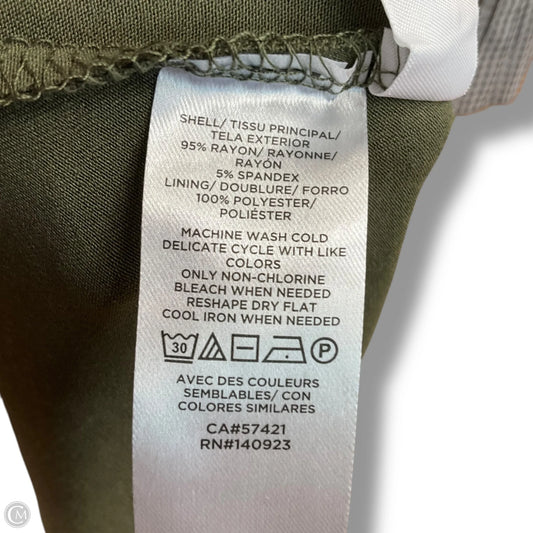 SHELL/ TISSU PRINCIPAL/
TELA EXTERIOR
95% RAYON/ RAYONNE/
RAYÓN
5% SPANDEX
LINING/ DOUBLURE/ FORRO
100% POLYESTER/
POLIÉSTER
MACHINE WASH COLD
DELICATE CYCLE WITH LIKE
COLORS
ONLY NON-CHLORINE
BLEACH WHEN NEEDED
RESHAPE DRY FLAT
COOL IRON WHEN NEEDED
30 P
AVEC DES COULEURS
SEMBLABLES/ CON
COLORES SIMILARES
CA#57421
RN#140923
CM